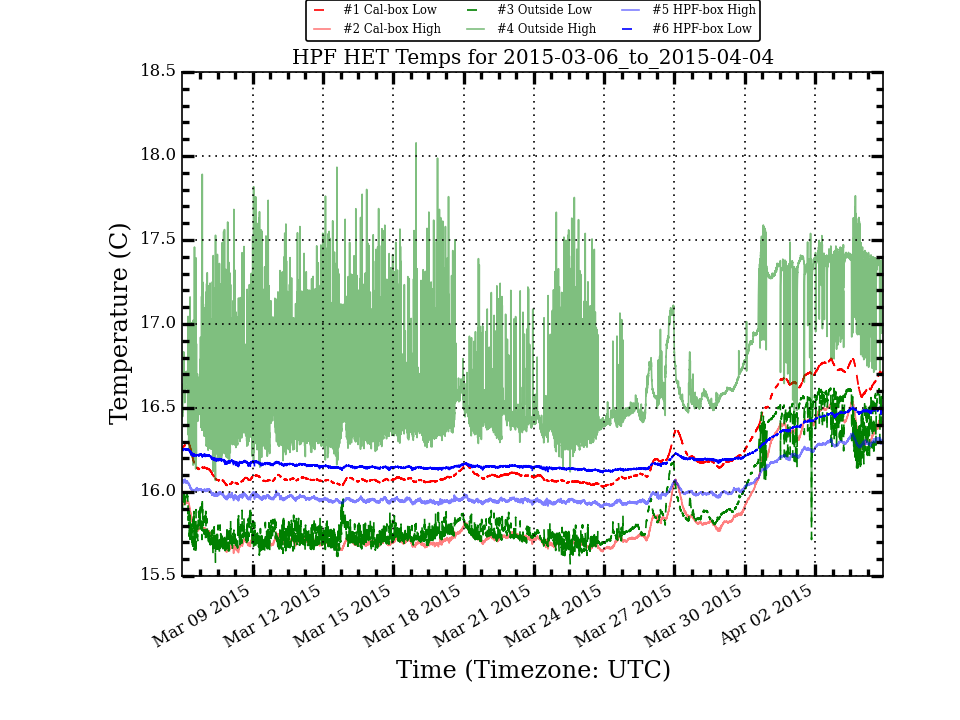 #1 Cal-box Low #3 Outside Low #5 HPF-box High
#2 Cal-box High #4 Outside High #6 HPF-box Low
HPF HET Temps for 2015-03-06_to_2015-04-04
18.5
18.0
17.5
17.0
16.5
16.0
15.5
Temperature (C)
Mar 09 2015
Mar 12 2015
Mar 15 2015
Mar 18 2015
Mar 21 2015
Mar 24 2015
Mar 27 2015
Mar 30 2015
Apr 02 2015
Time (Timezone: UTC)